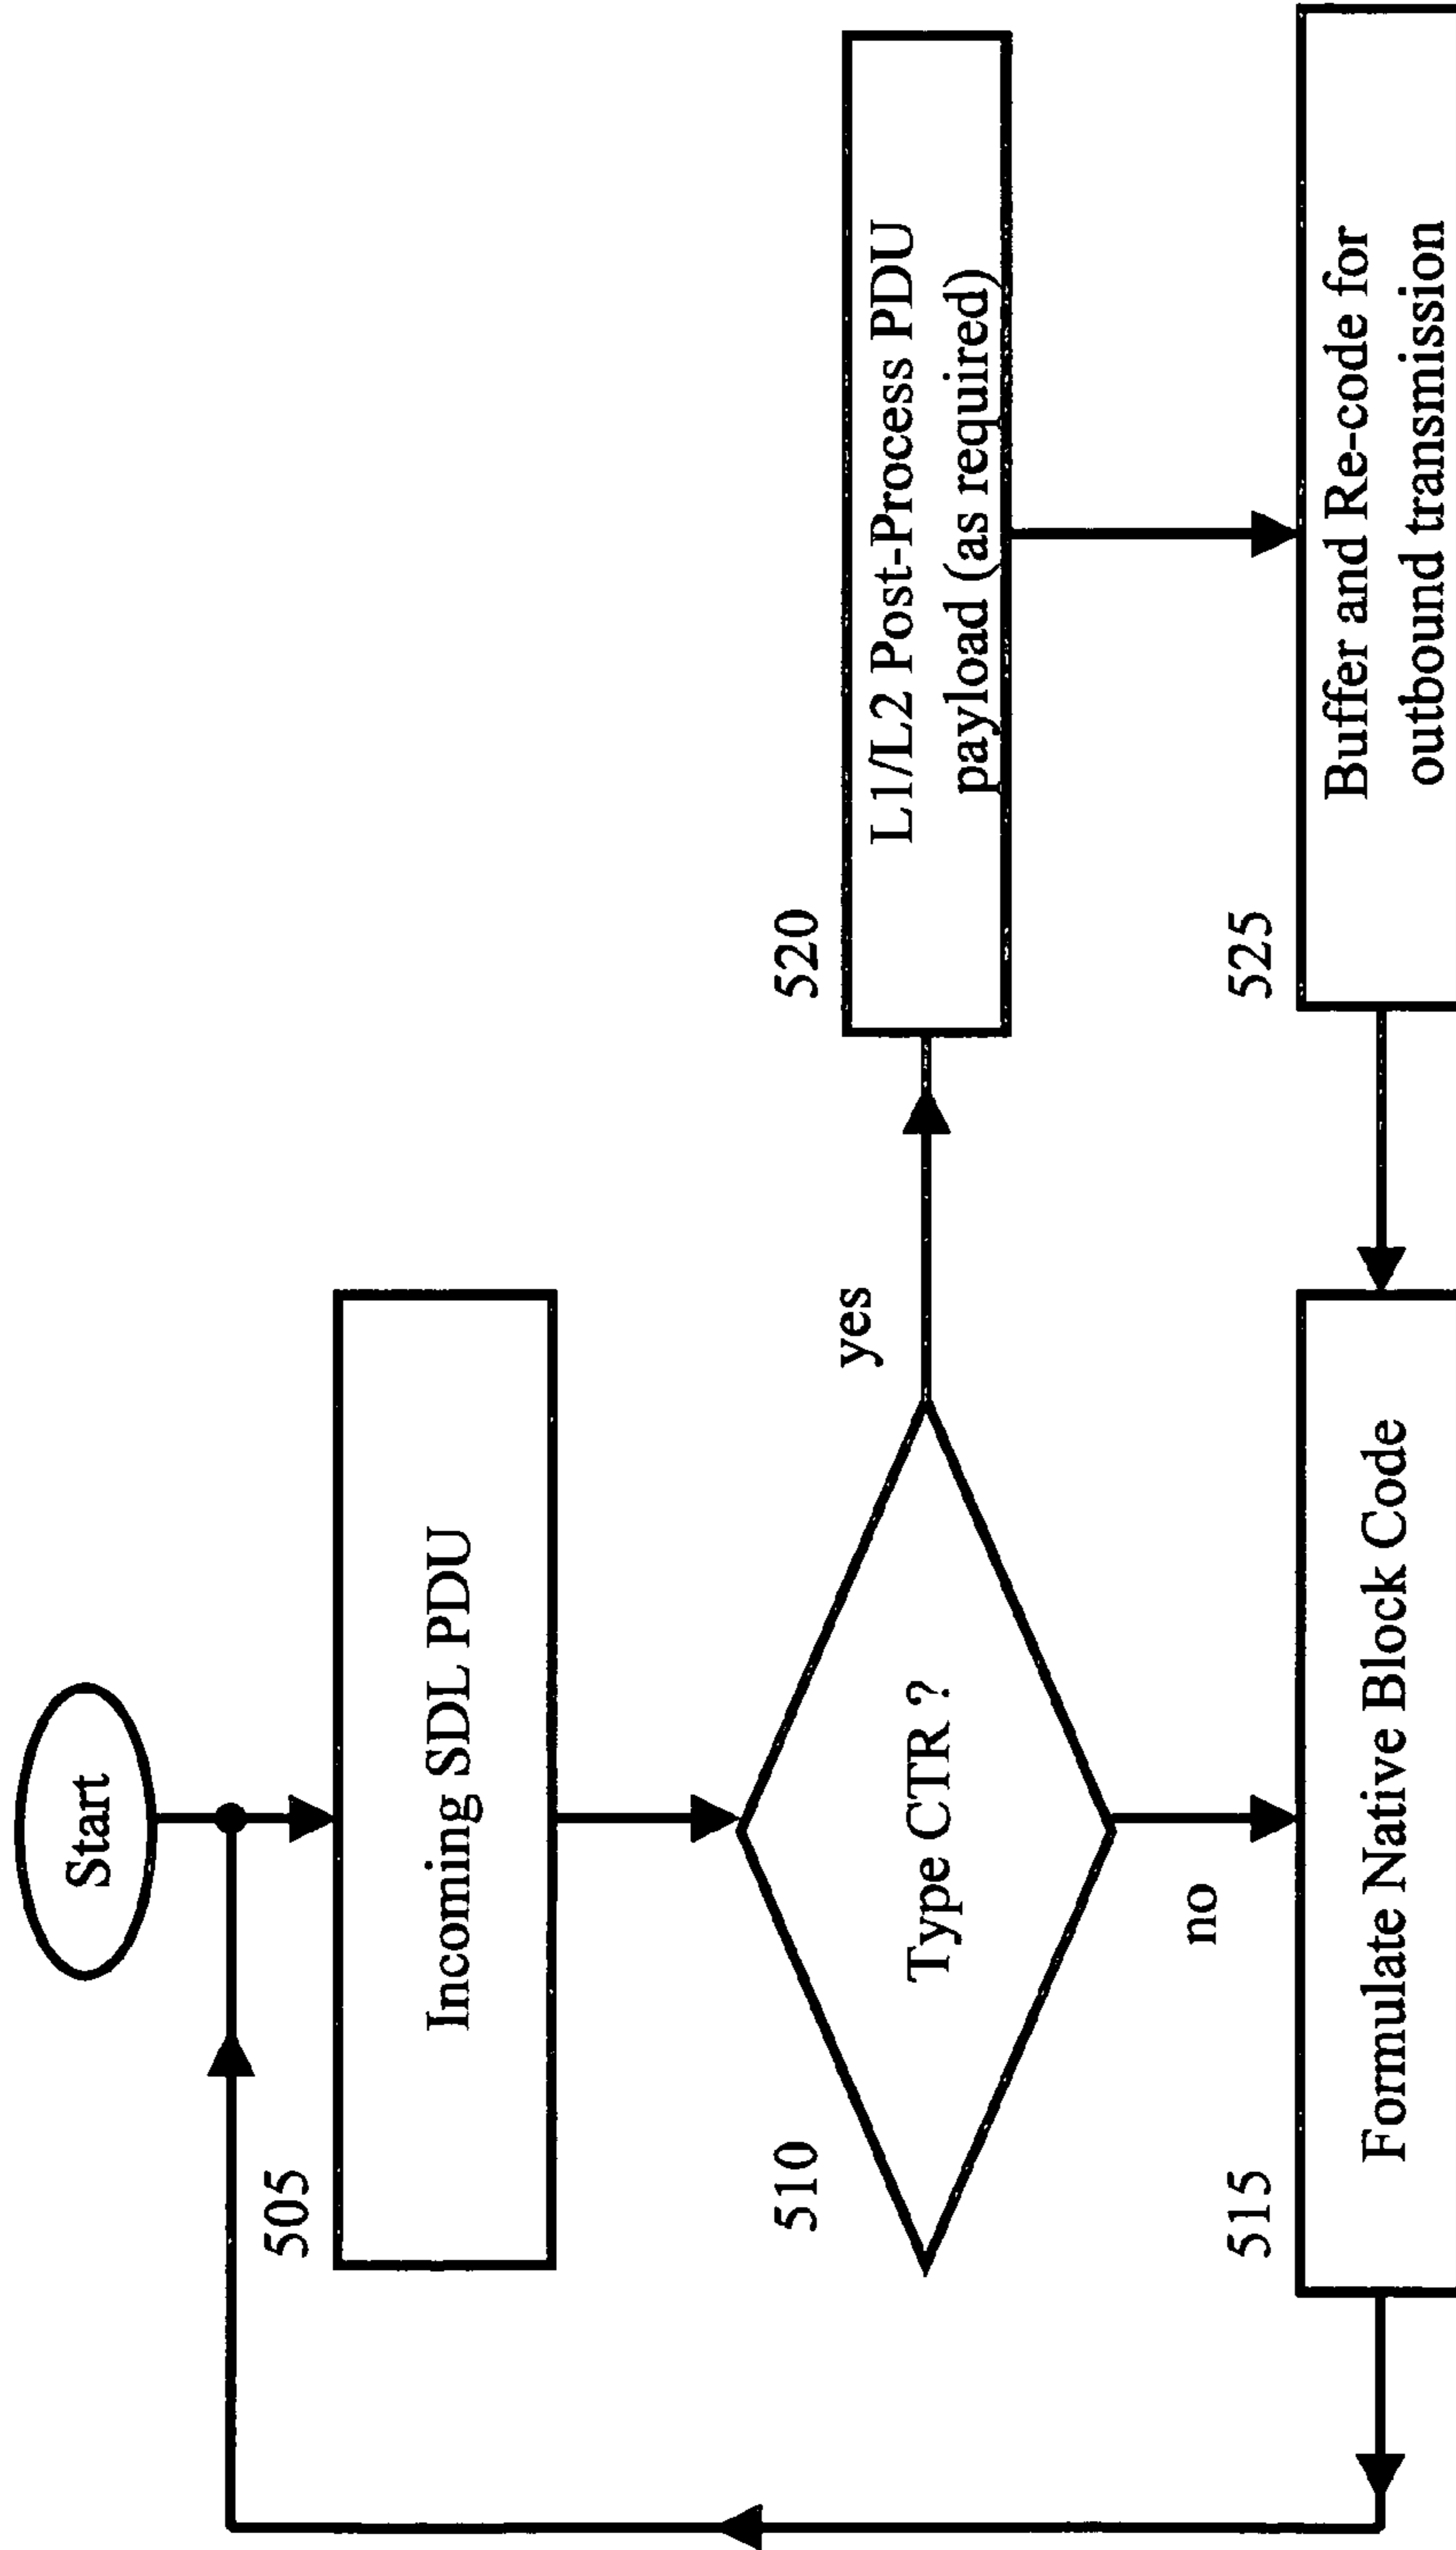 Start
505
Incoming SDL PDU
510
Type CTR ?
yes
520
L1/L2 Post-Process PDU
payload (as required)
no
515
Formulate Native Block Code
525
Buffer and Re-code for
outbound transmission